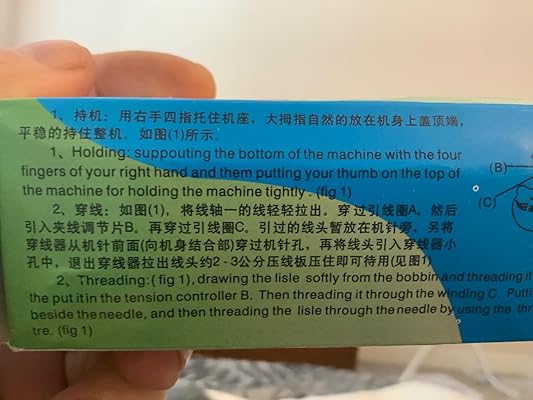 1、持机：用右手四指托住机座，大拇指自然的放在机身上盖顶端，
平稳的持住整机。如图(1)所示。
1、Holding: suppouting the bottom of the machine with the four
fingers of your right hand and them putting your thumb on the top of
the machine for holding the machine tightly . (fig 1)
(B)
(C)
2、穿线：如图(1)，将线轴一的线轻轻拉出。穿过引线圈A，然后
引入夹线调节片B。再穿过引线圈C。引过的线头暂放在机针旁，另将
穿线器从机针前面(向机身结合部)穿过机针孔，再将线头引入穿线器小
孔中，退出穿线器拉出线头约2-3公分压线板压住即可待用(见图1)
2、Threading:( fig 1), drawing the lisle softly from the bobbin and threading it
the put it in the tension controller B. Then threading it through the winding C. Putti
beside the needle, and then threading the lisle through the needle by using the thr
tre. (fig 1)